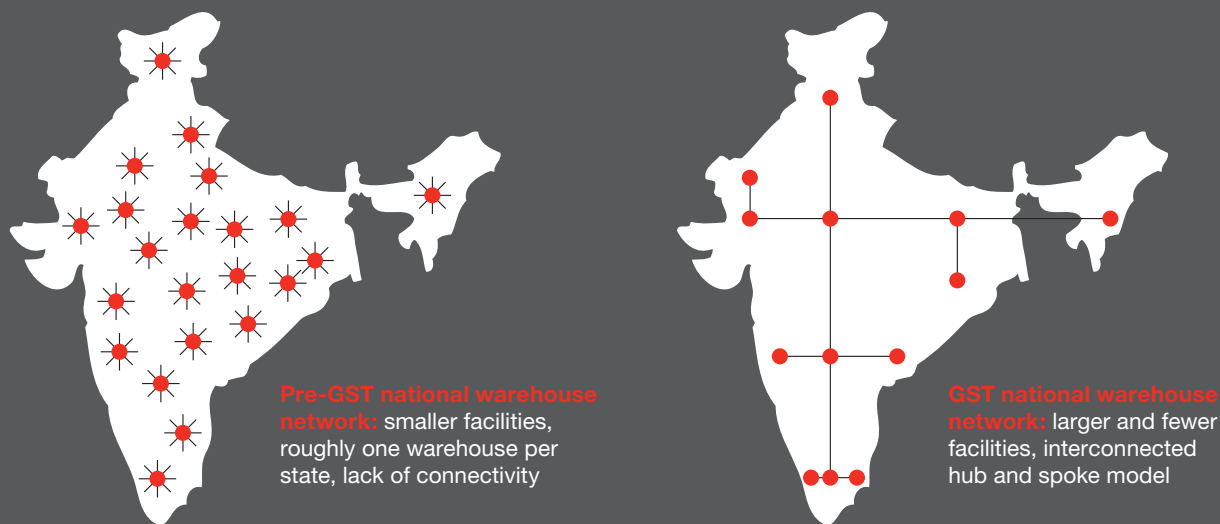 Pre-GST national warehouse
network: smaller facilities,
roughly one warehouse per
state, lack of connectivity
GST national warehouse
network: larger and fewer
facilities, interconnected
hub and spoke model